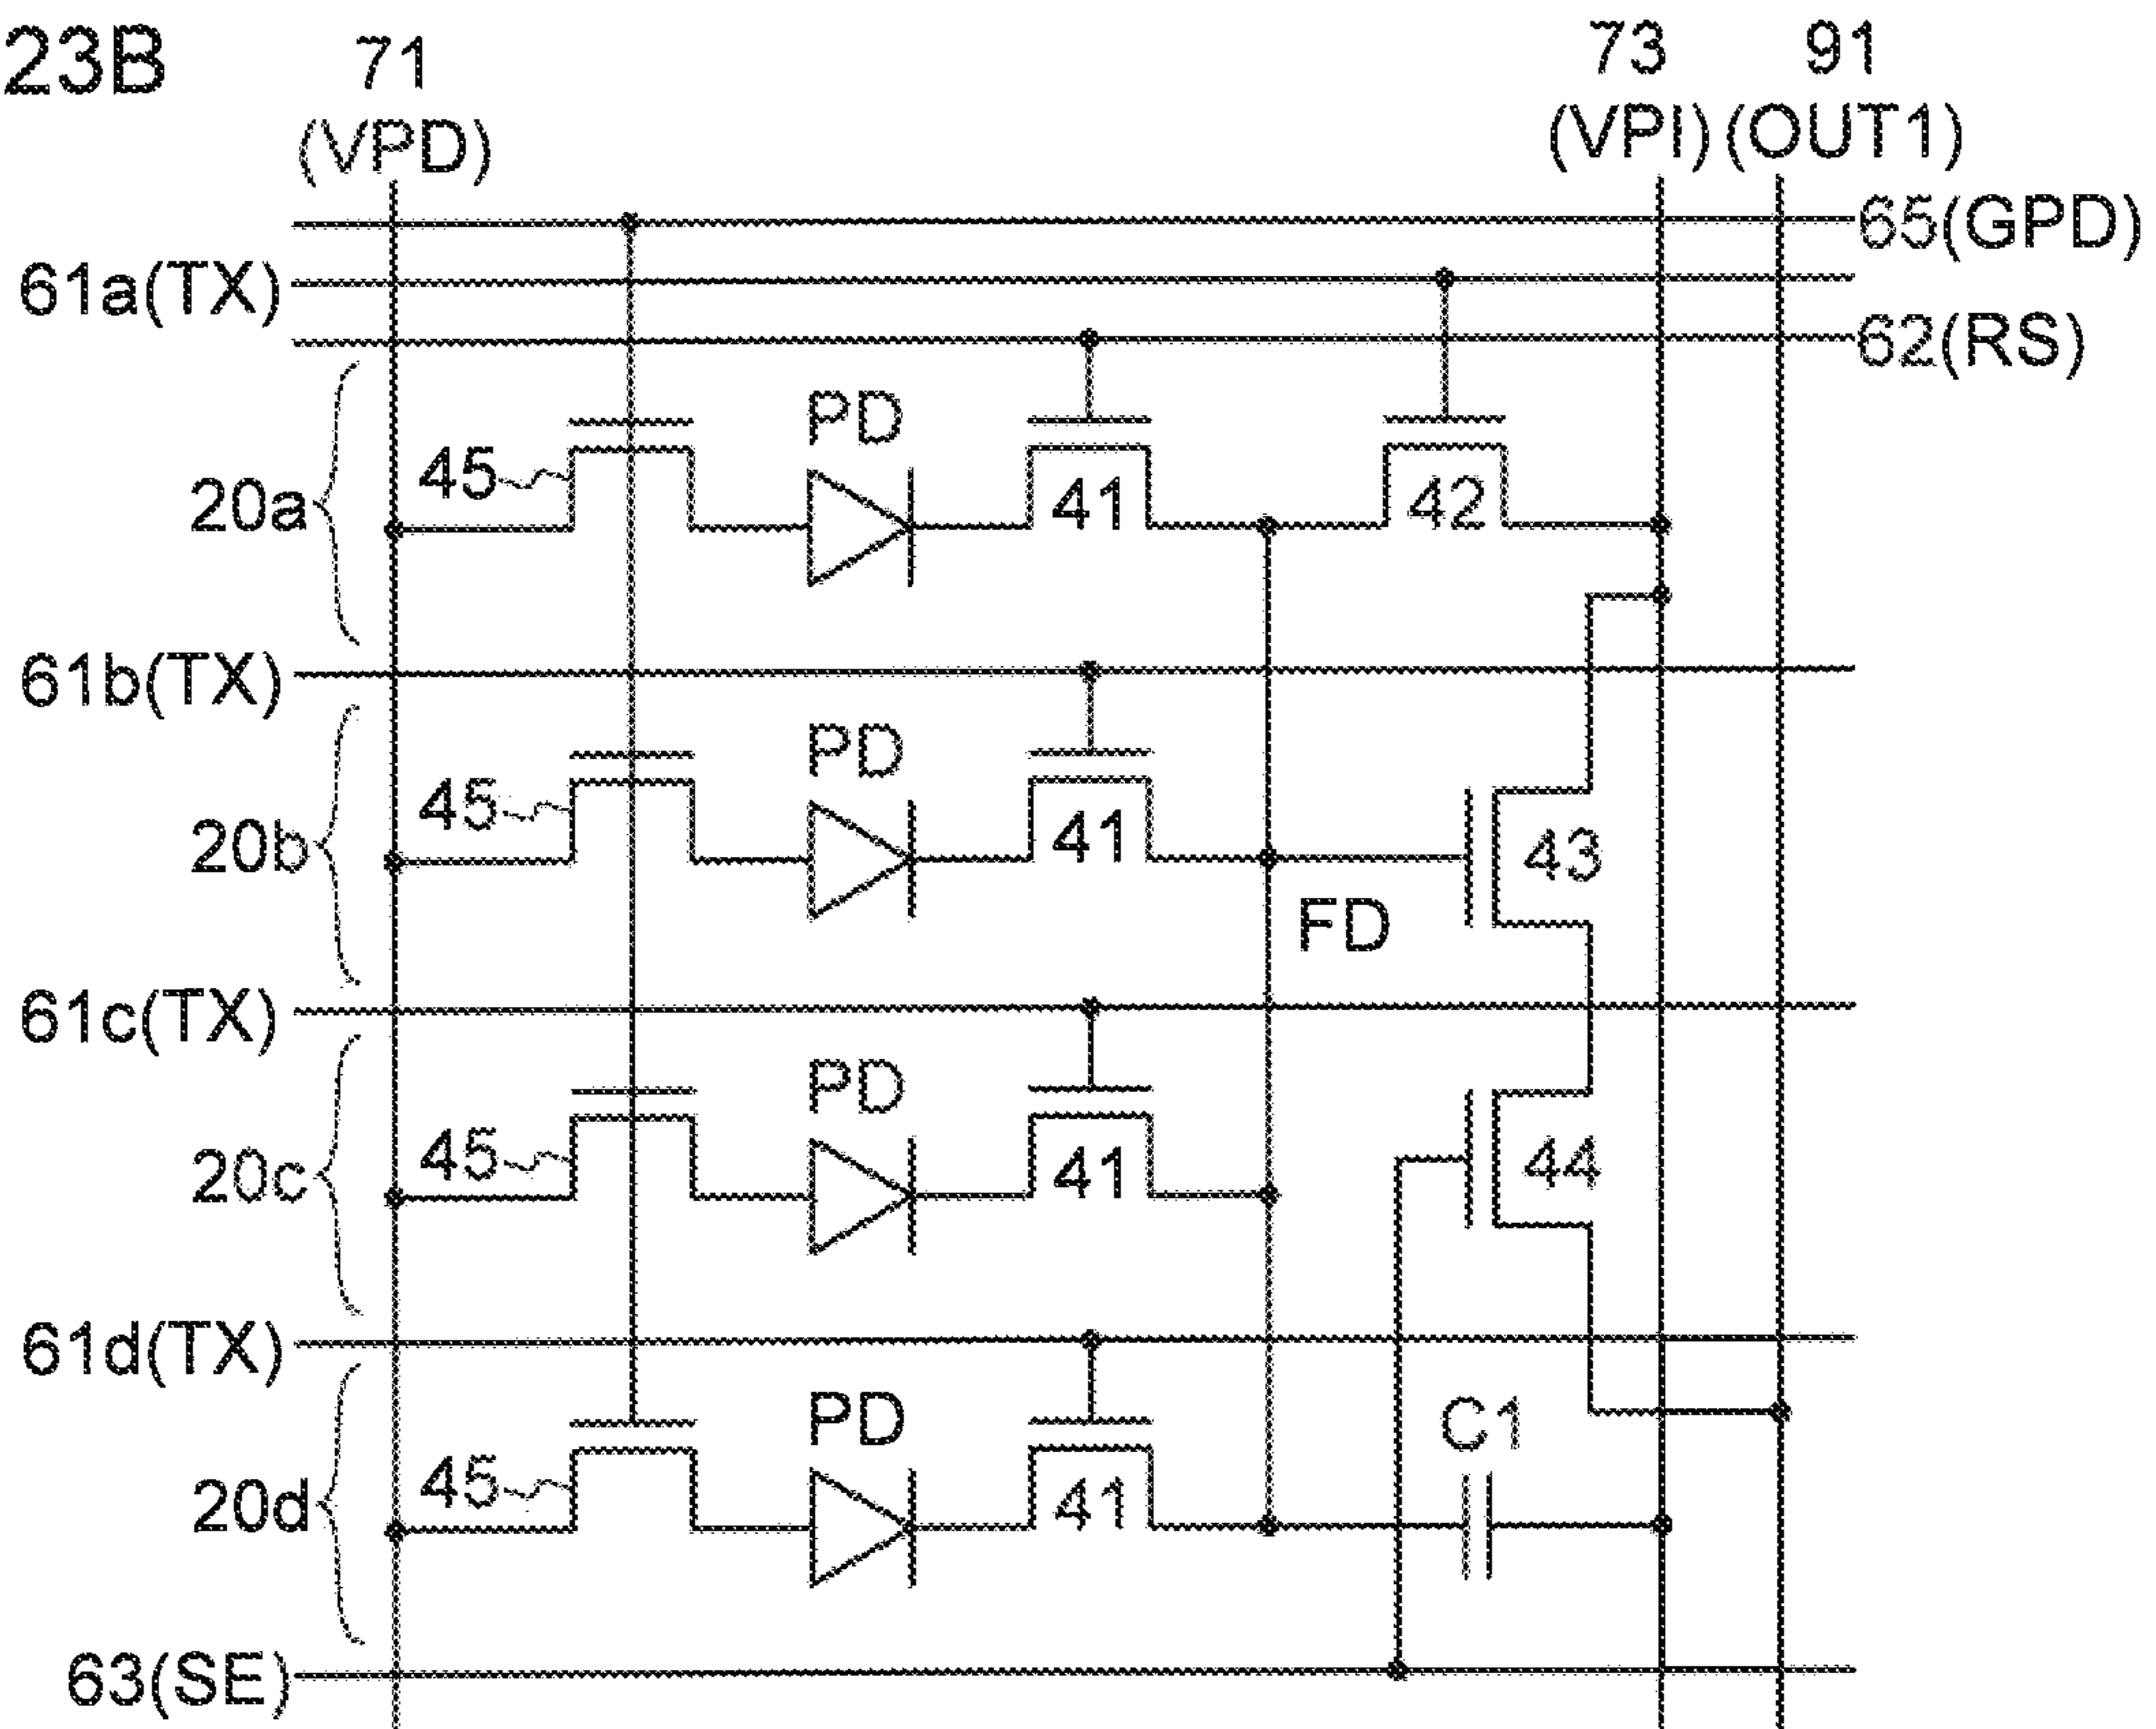 23B
71
73
91
(VPD)
(VPI)
(OUT1)
65(GPD)
61a(TX)
62(RS)
PD
45
20a
41
42
61b(TX)
PD
45
20b
41
43
FD
61c(TX)
PD
45
20c
41
44
61d(TX)
PD
C1
45
20d
41
63(SE)